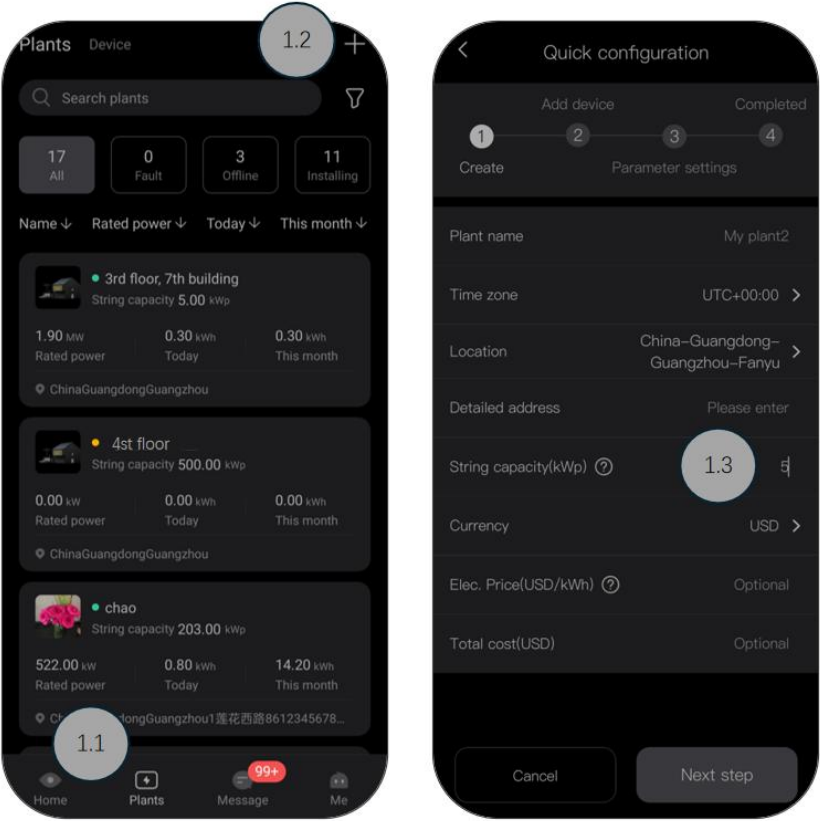 Plants Device 1.2 +
Search plants
17 0 3 11
All Fault Offline Installing
Name↓ Rated power↓ Today↓ This month↓
3rd floor, 7th building
String capacity 5.00 kWp
1.90 MW 0.30 kWh 0.30 kWh
Rated power Today This month
ChinaGuangdongGuangzhou
4st floor
String capacity 500.00 kWp
0.00 kW 0.00 kWh 0.00 kWh
Rated power Today This month
ChinaGuangdongGuangzhou
chao
String capacity 203.00 kWp
522.00 kW 0.80 kWh 14.20 kWh
Rated power Today This month
dongGuangzhou1莲花西路8612345678...
1.1
99+
Home Plants Message Me
Quick configuration
Add device Completed
1 2 3 4
Create Parameter settings
Plant name My plant2
Time zone UTC+00:00
Location China-Guangdong-
Guangzhou-Fanyu
Detailed address Please enter
String capacity(kWp) ? 1.3 5
Currency USD
Elec. Price(USD/kWh) ? Optional
Total cost(USD) Optional
Cancel Next step